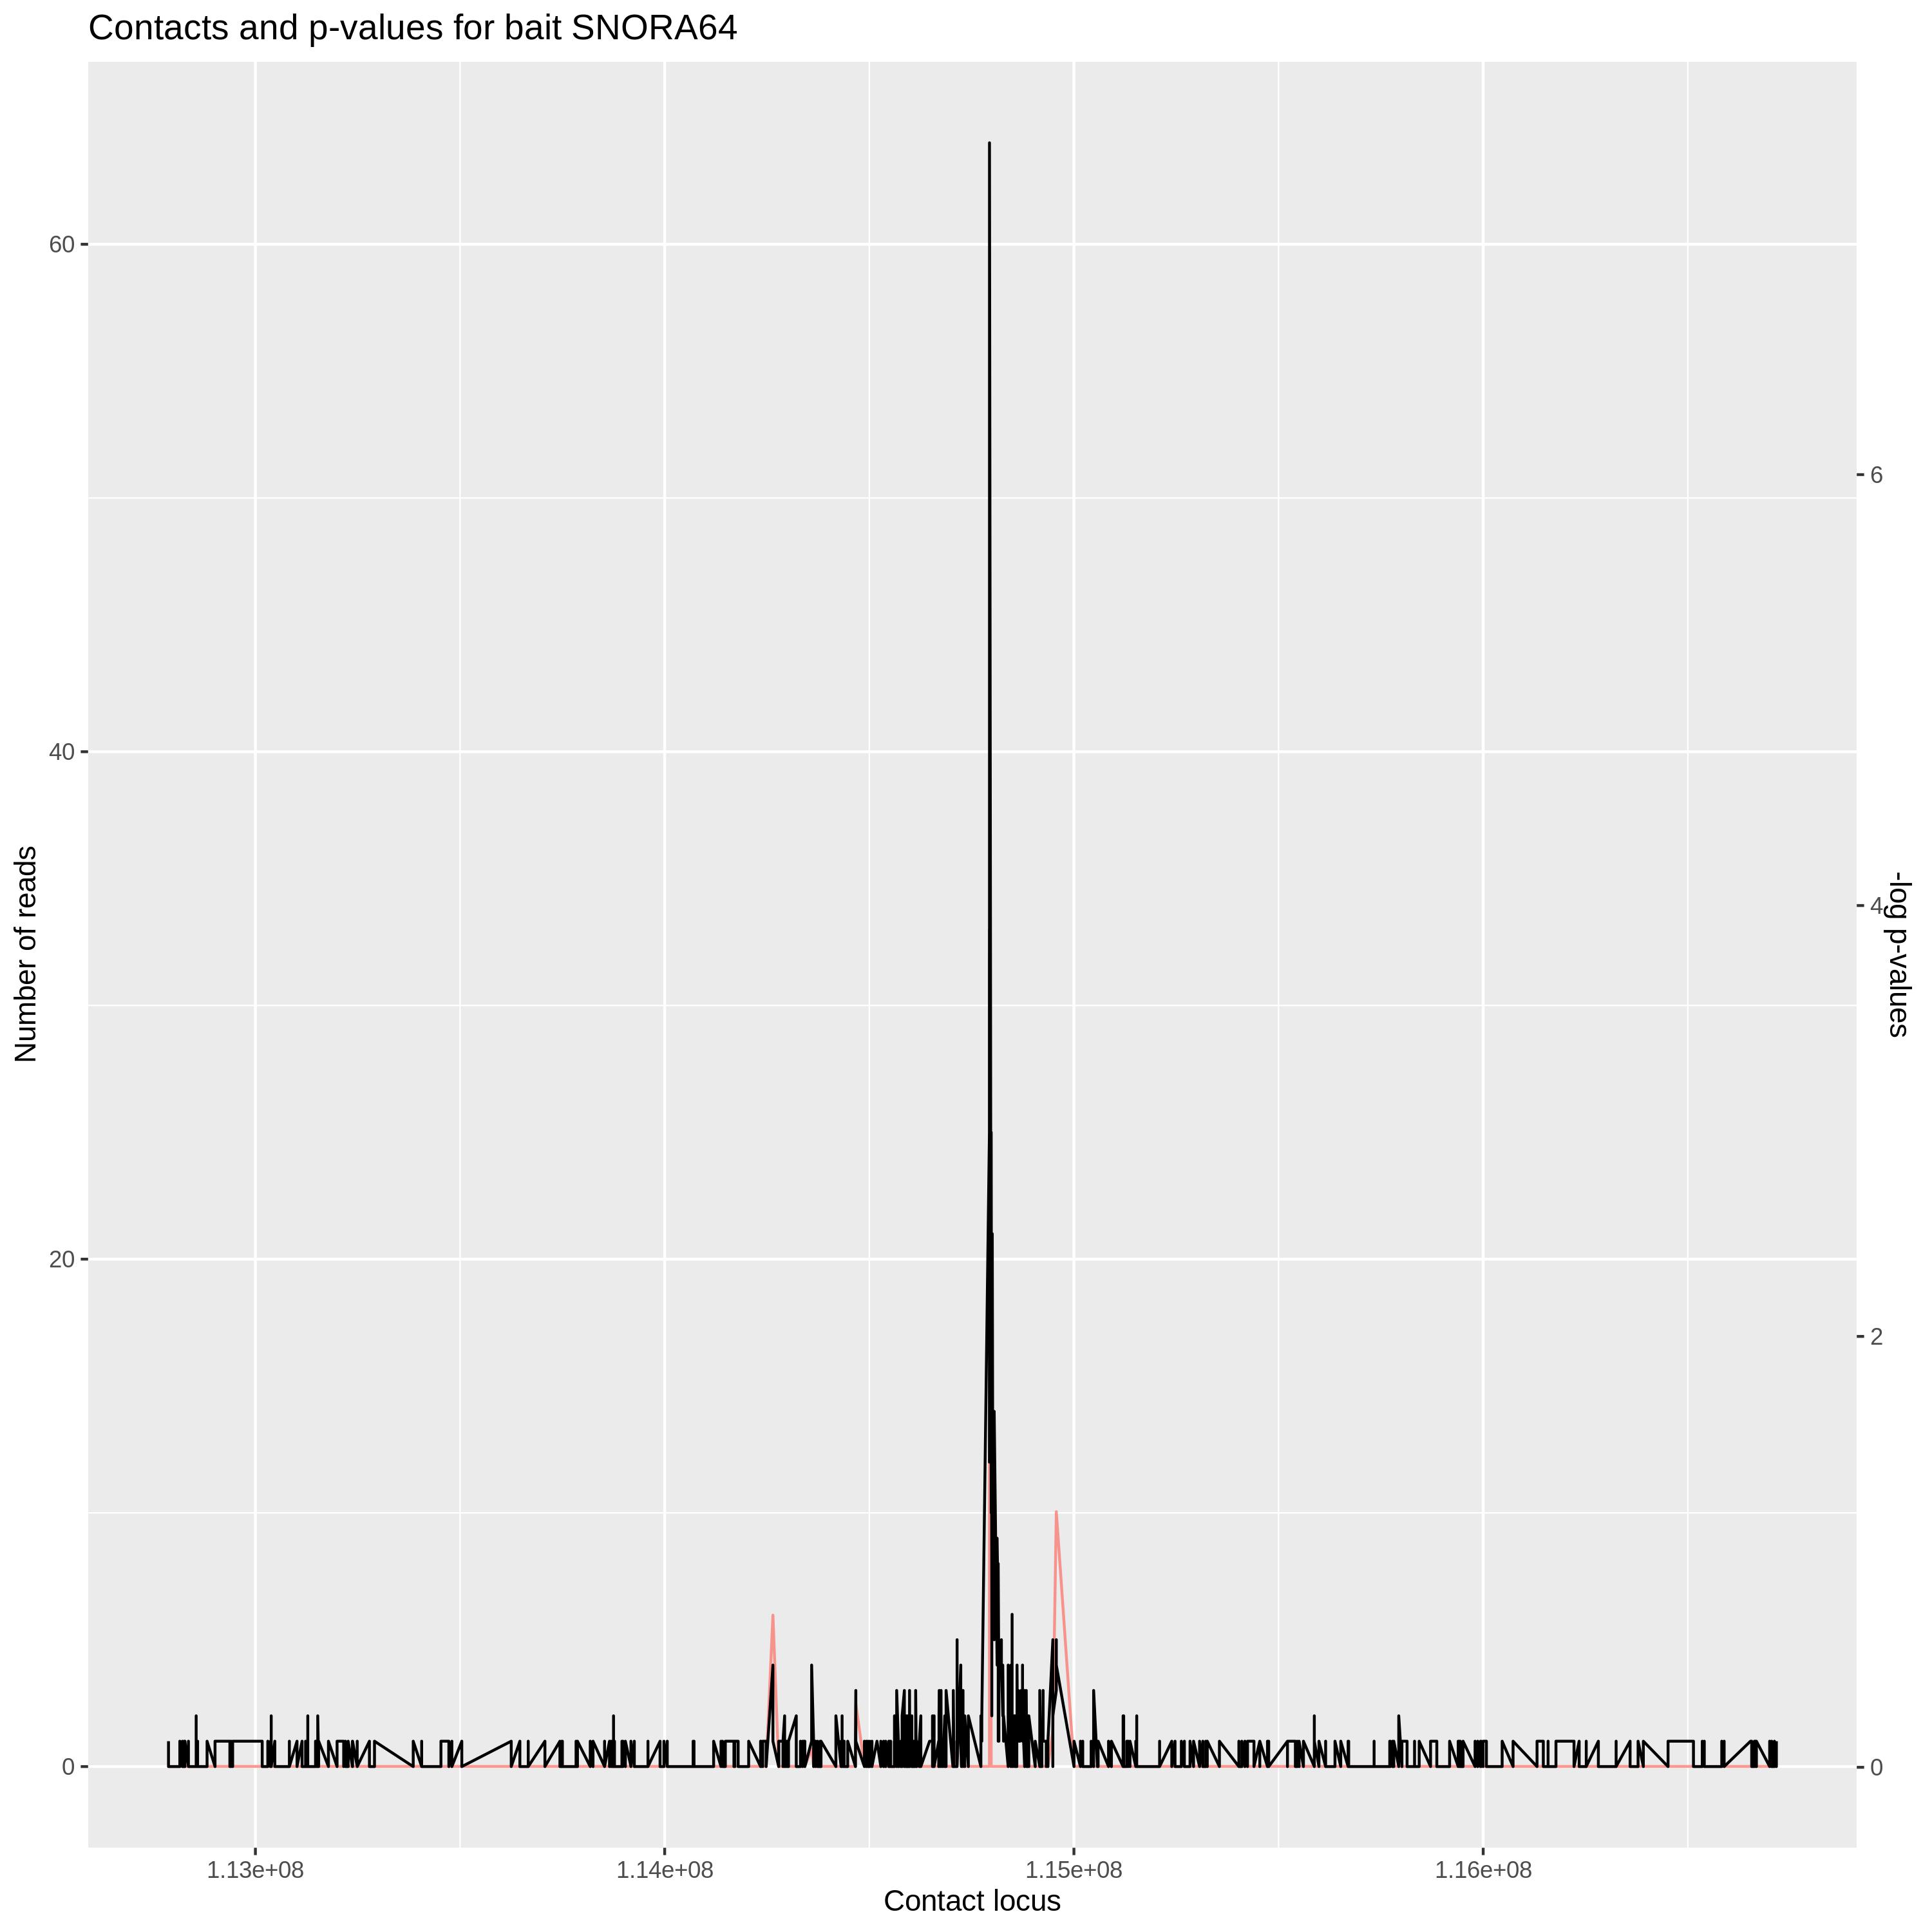 Contacts and p-values for bait SNORA64
60
40
20
0
Number of reads
6
4
2
0
-log p-values
1.13e+08
1.14e+08
1.15e+08
1.16e+08
Contact locus